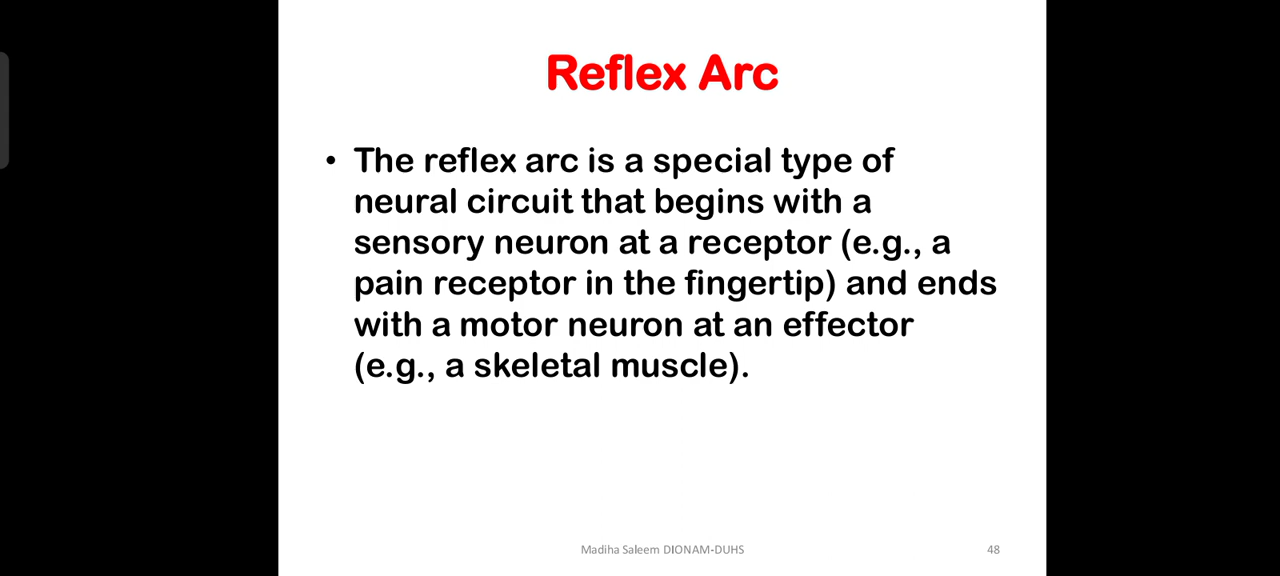 Reflex Arc
• The reflex arc is a special type of
neural circuit that begins with a
sensory neuron at a receptor (e.g., a
pain receptor in the fingertip) and ends
with a motor neuron at an effector
(e.g., a skeletal muscle).
Madiha Saleem DIONAM-DUHS
48